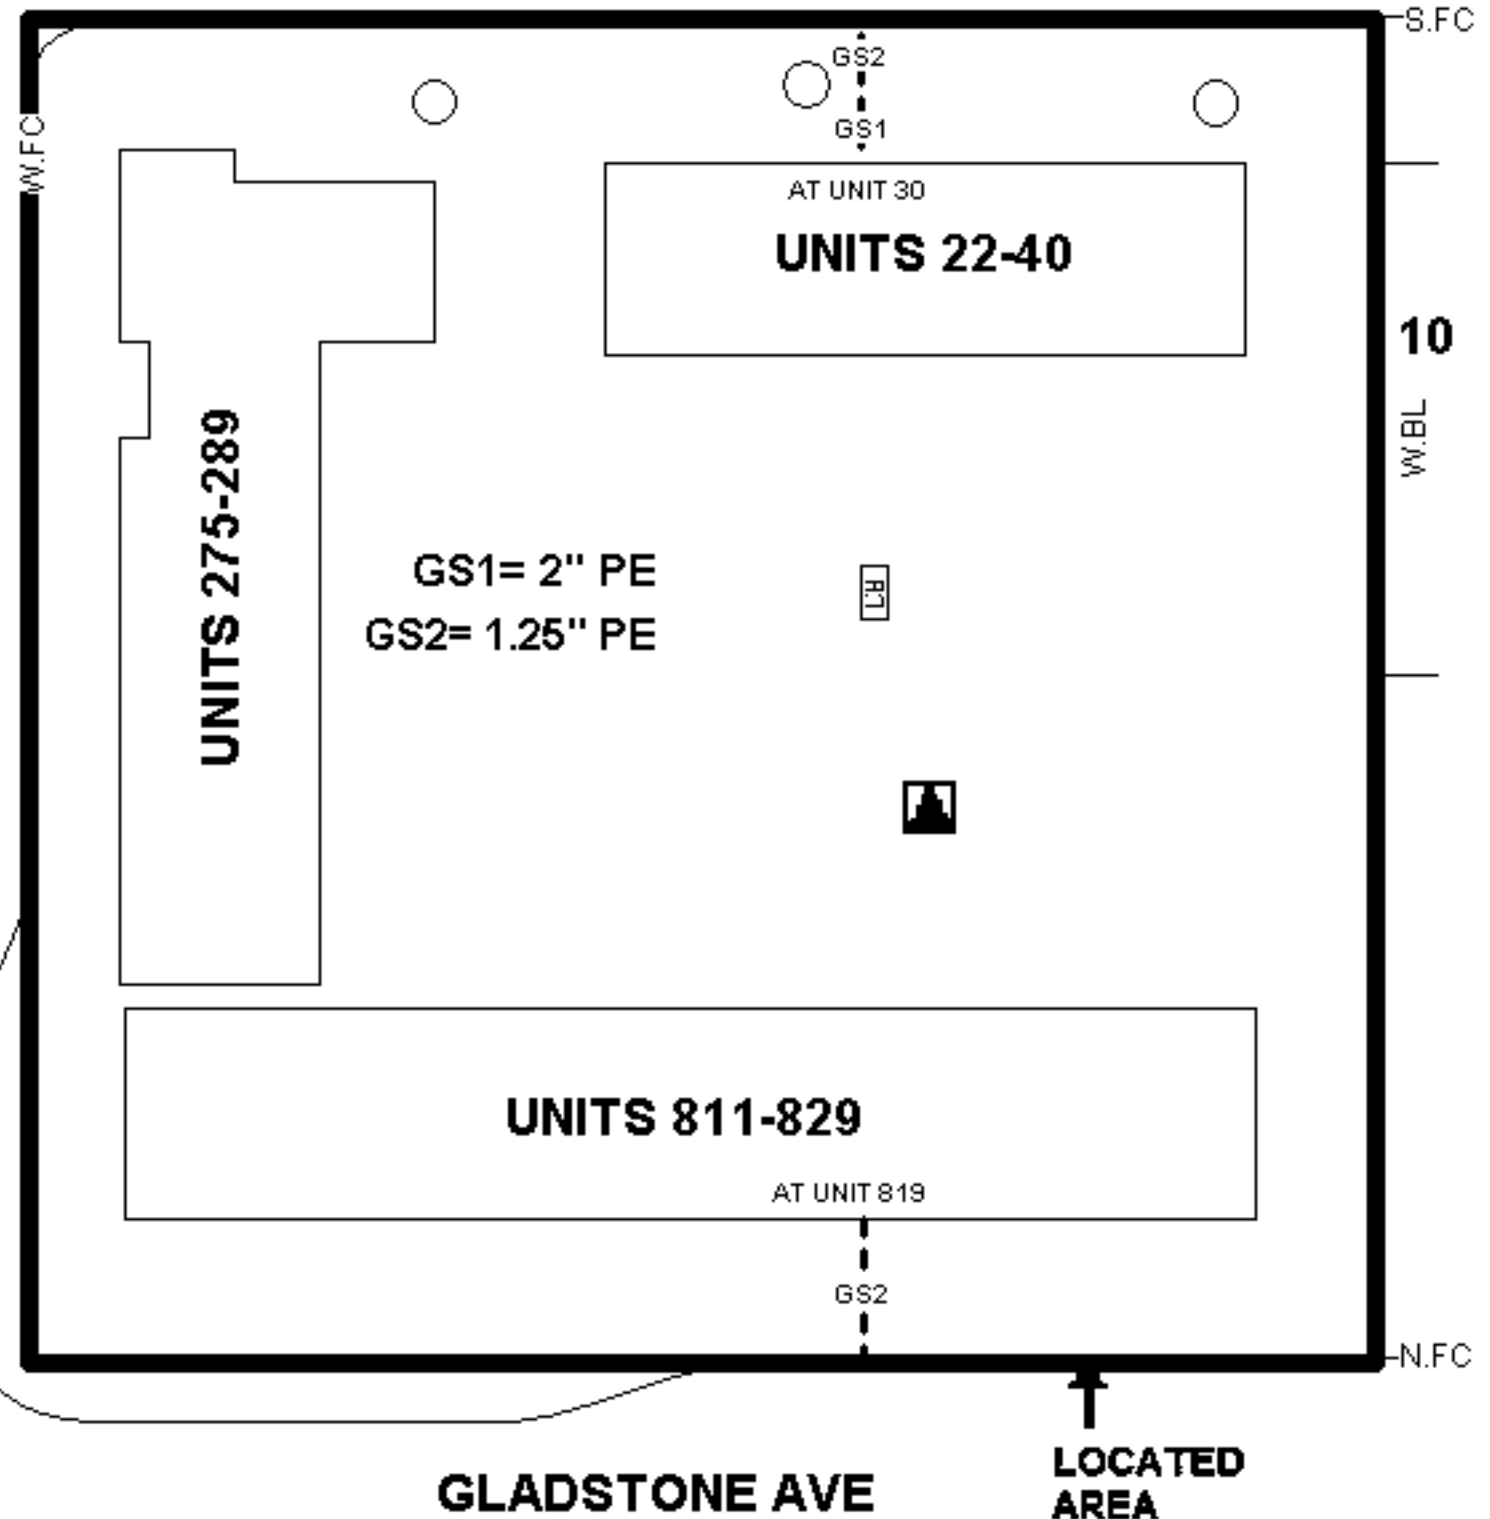 S.FC
GS2
W.FC
GS1
AT UNIT 30
UNITS 22-40
10
W.BL
UNITS 275-289
GS1= 2" PE
GS2= 1.25" PE
UNITS 811-829
AT UNIT 819
GS2
N.FC
LOCATED
AREA
GLADSTONE AVE